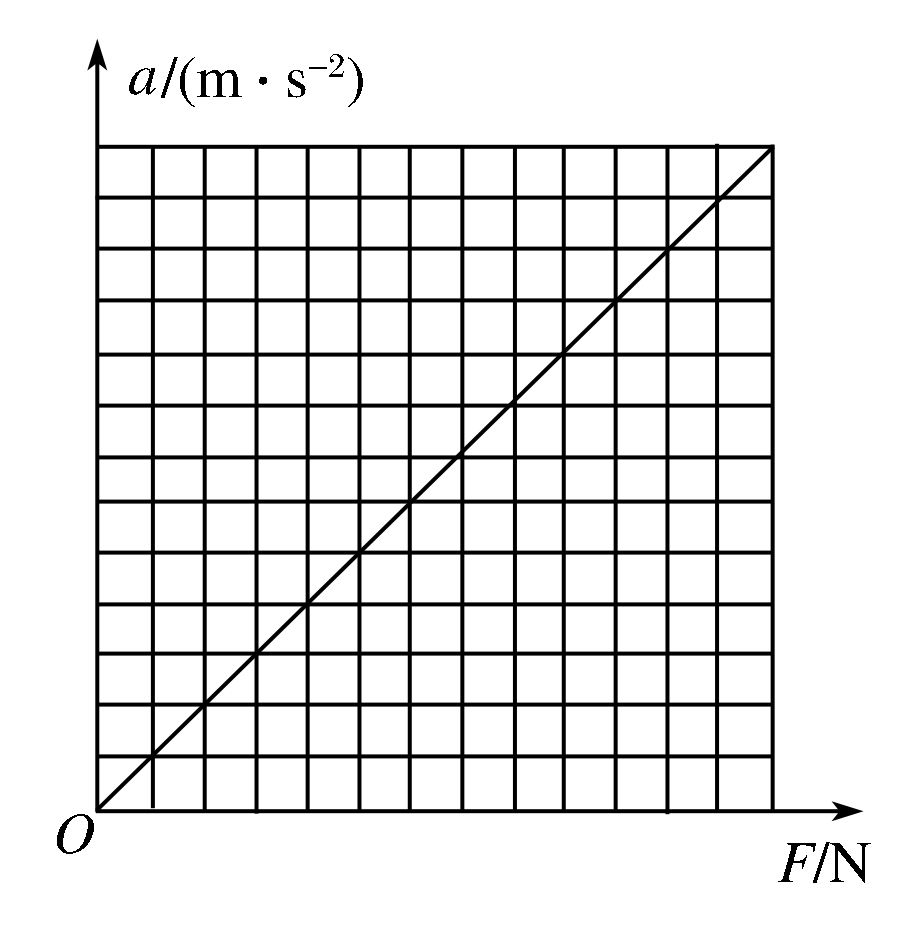 a/(m · s⁻²)
O
F/N